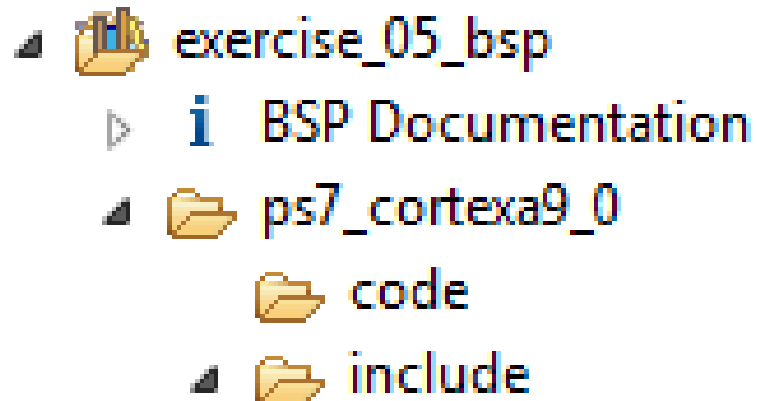 exercise_05_bsp
BSP Documentation
ps7_cortexa9_0
code
include